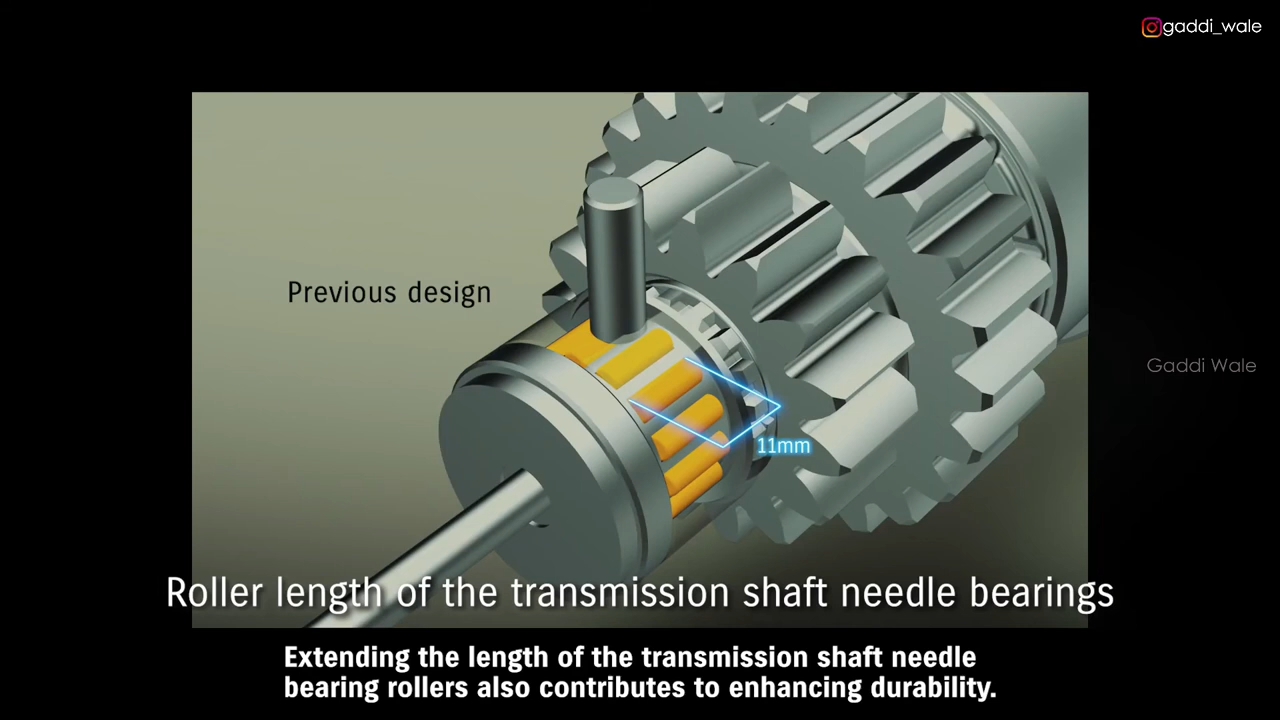 gaddi_wale
Previous design
Gaddi Wale
11mm
Roller length of the transmission shaft needle bearings
Extending the length of the transmission shaft needle
bearing rollers also contributes to enhancing durability.